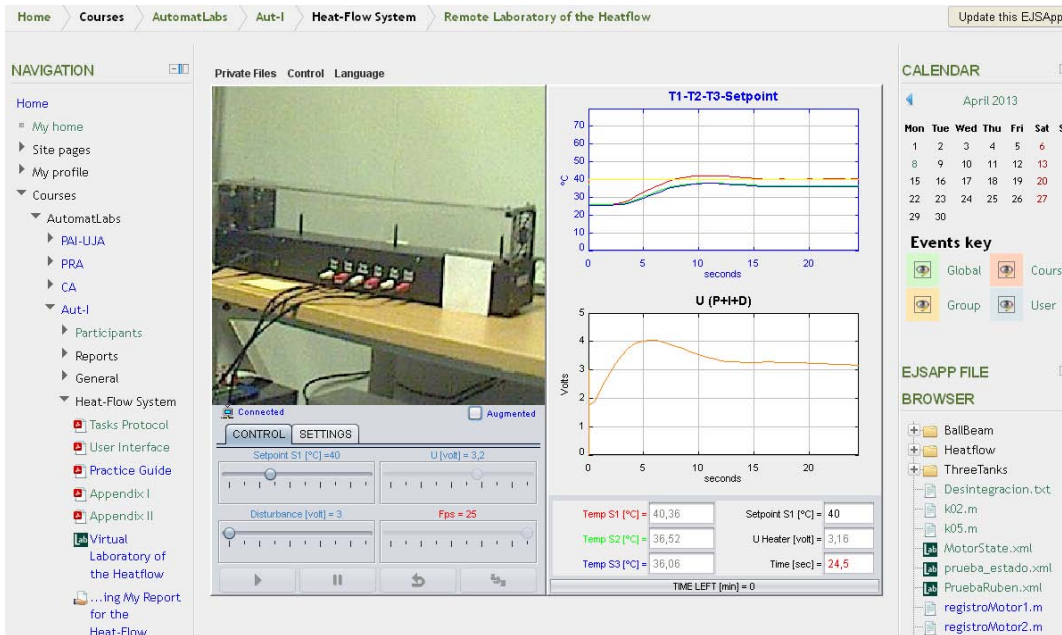 Home Courses AutomatLabs Aut-I Heat-Flow System Remote Laboratory of the Heatflow
Update this EJSApp
NAVIGATION
Home
My home
Site pages
My profile
Courses
AutomatLabs
PAI-UJA
PRA
CA
Aut-I
Participants
Reports
General
Heat-Flow System
Tasks Protocol
User Interface
Practice Guide
Appendix I
Appendix II
Virtual
Laboratory of
the Heatflow
...ing My Report
for the
Heat-Flow
Private Files Control Language
Connected
Augmented
CONTROL SETTINGS
Setpoint S1 [ºC] =40
U [volt] = 3,2
Disturbance [volt] = 3
Fps = 25
T1-T2-T3-Setpoint
70
60
50
40
30
20
10
0
ºC
0 5 10 15 20
seconds
U (P+I+D)
5
4
3
2
1
0
Volts
0 5 10 15 20
seconds
Temp S1 [ºC] = 40,36
Setpoint S1 [ºC] = 40
Temp S2 [ºC] = 36,52
U Heater [volt] = 3,16
Temp S3 [ºC] = 36,06
Time [sec] = 24,5
TIME LEFT [min] = 0
CALENDAR
April 2013
Mon Tue Wed Thu Fri Sat S
1 2 3 4 5 6
8 9 10 11 12 13
15 16 17 18 19 20
22 23 24 25 26 27
29 30
Events key
Global Cours
Group User
EJSAPP FILE
BROWSER
BallBeam
Heatflow
ThreeTanks
Desintegracion.txt
k02.m
k05.m
MotorState.xml
prueba_estado.xml
PruebaRuben.xml
registroMotor1.m
registroMotor2.m